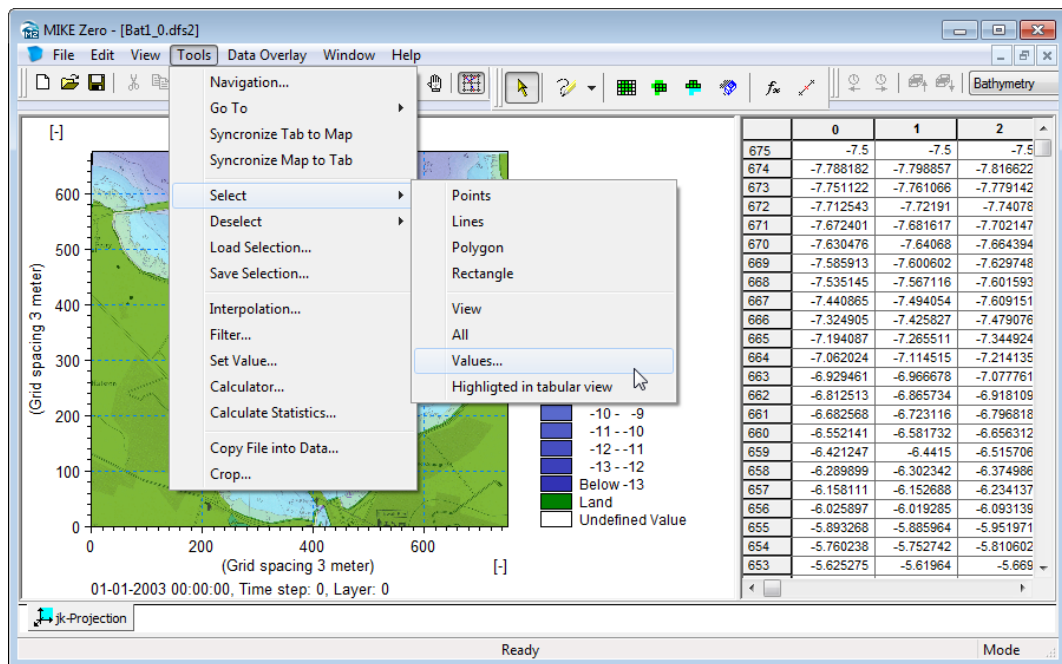 MIKE Zero - [Bat1_0.dfs2]
File Edit View Tools Data Overlay Window Help
Bathymetry
Navigation...
Go To
Syncronize Tab to Map
Syncronize Map to Tab
Select
Deselect
Load Selection...
Save Selection...
Interpolation...
Filter...
Set Value...
Calculator...
Calculate Statistics...
Copy File into Data...
Crop...
Points
Lines
Polygon
Rectangle
View
All
Values...
Highligted in tabular view
[-]
600
500
400
300
200
100
0
(Grid spacing 3 meter)
0 200 400 600
(Grid spacing 3 meter) [-]
01-01-2003 00:00:00, Time step: 0, Layer: 0
-10 - -9
-11 - -10
-12 - -11
-13 - -12
Below -13
Land
Undefined Value
0 1 2
675 -7.5 -7.5 -7.5
674 -7.788182 -7.798857 -7.816622
673 -7.751122 -7.761066 -7.779142
672 -7.712543 -7.72191 -7.74078
671 -7.672401 -7.681617 -7.702147
670 -7.630476 -7.64068 -7.664394
669 -7.585913 -7.600602 -7.629748
668 -7.535145 -7.567116 -7.601593
667 -7.440865 -7.494054 -7.609151
666 -7.324905 -7.425827 -7.479076
665 -7.194087 -7.265511 -7.344924
664 -7.062024 -7.114515 -7.214135
663 -6.929461 -6.966678 -7.077761
662 -6.812513 -6.865734 -6.918109
661 -6.682568 -6.723116 -6.796818
660 -6.552141 -6.581732 -6.656312
659 -6.421247 -6.4415 -6.515706
658 -6.289899 -6.302342 -6.374986
657 -6.158111 -6.152688 -6.234137
656 -6.025897 -6.019285 -6.093139
655 -5.893268 -5.885964 -5.951971
654 -5.760238 -5.752742 -5.810602
653 -5.625275 -5.61964 -5.669
jk-Projection
Ready
Mode